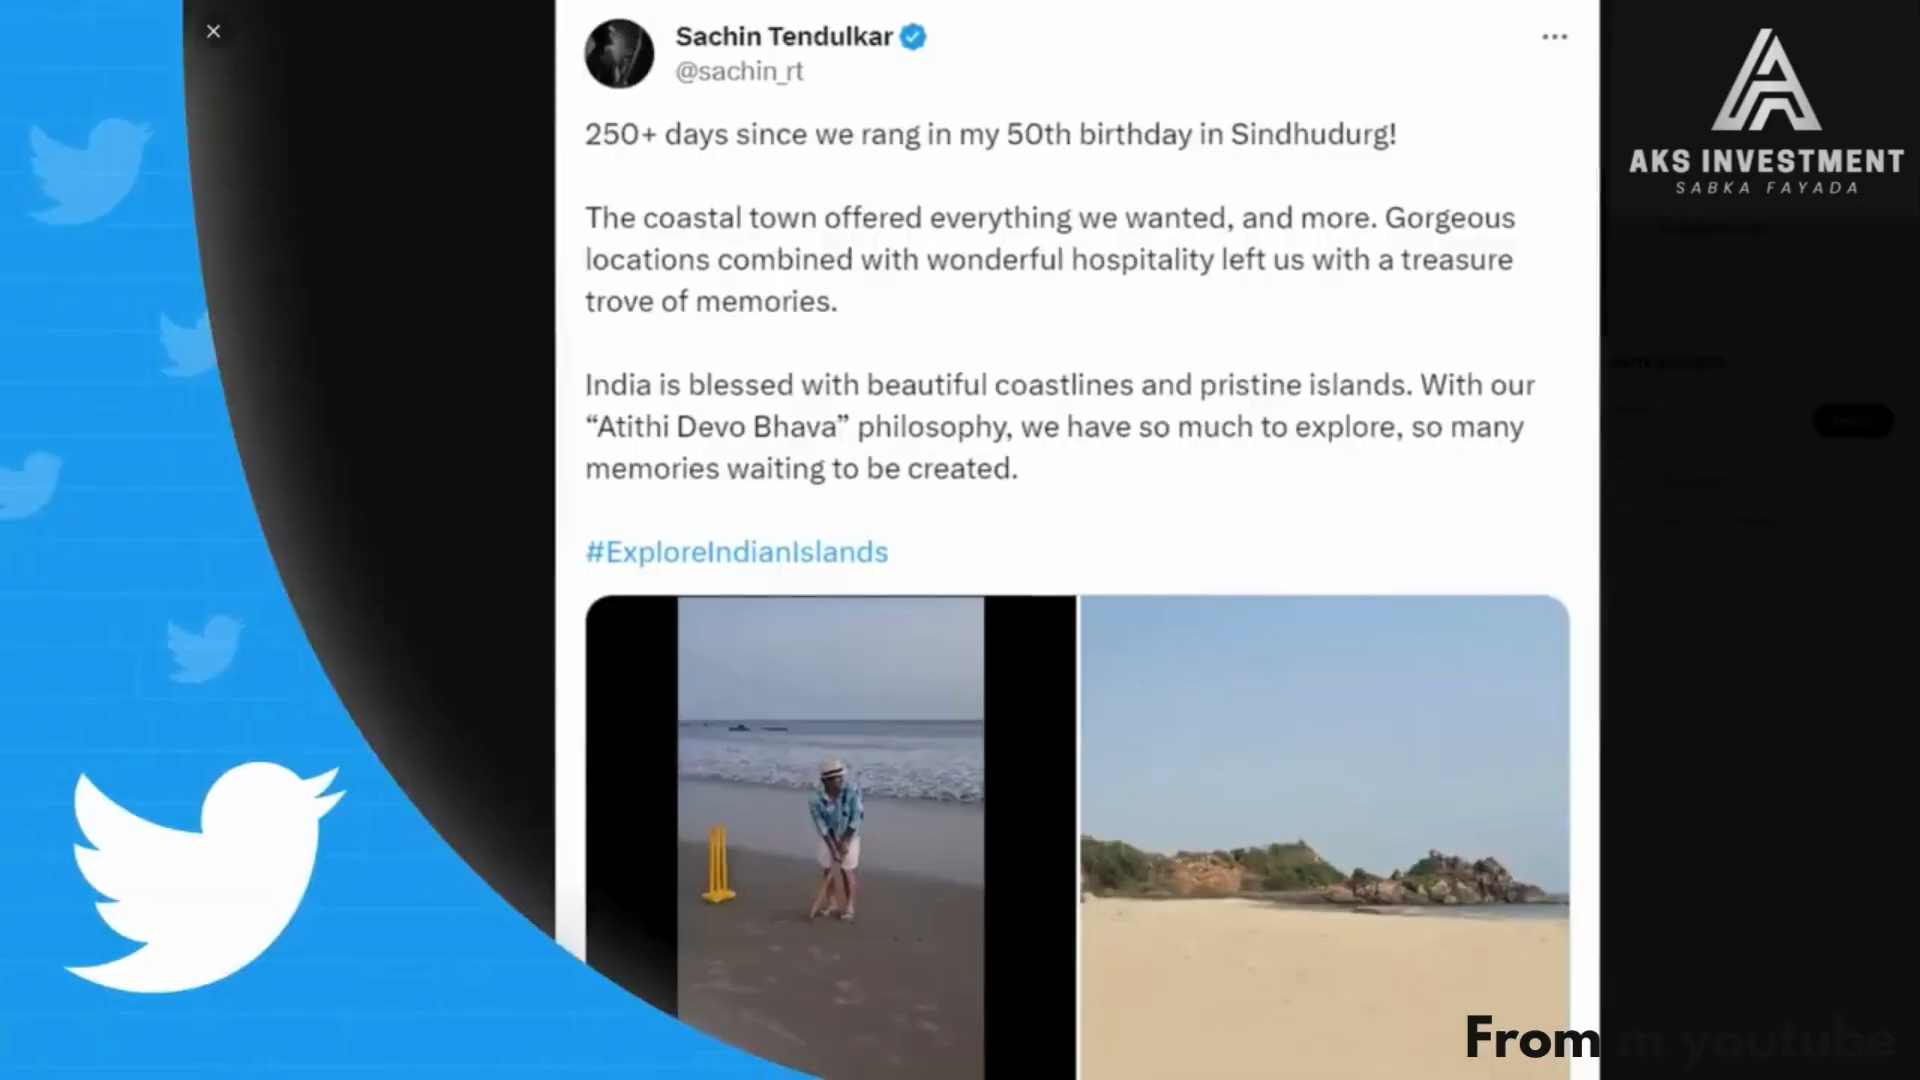 Sachin Tendulkar
@sachin_rt
250+ days since we rang in my 50th birthday in Sindhudurg!
The coastal town offered everything we wanted, and more. Gorgeous
locations combined with wonderful hospitality left us with a treasure
trove of memories.
India is blessed with beautiful coastlines and pristine islands. With our
“Atithi Devo Bhava” philosophy, we have so much to explore, so many
memories waiting to be created.
#ExploreIndianIslands
AKS INVESTMENT
SABKA FAYADA
From youtube